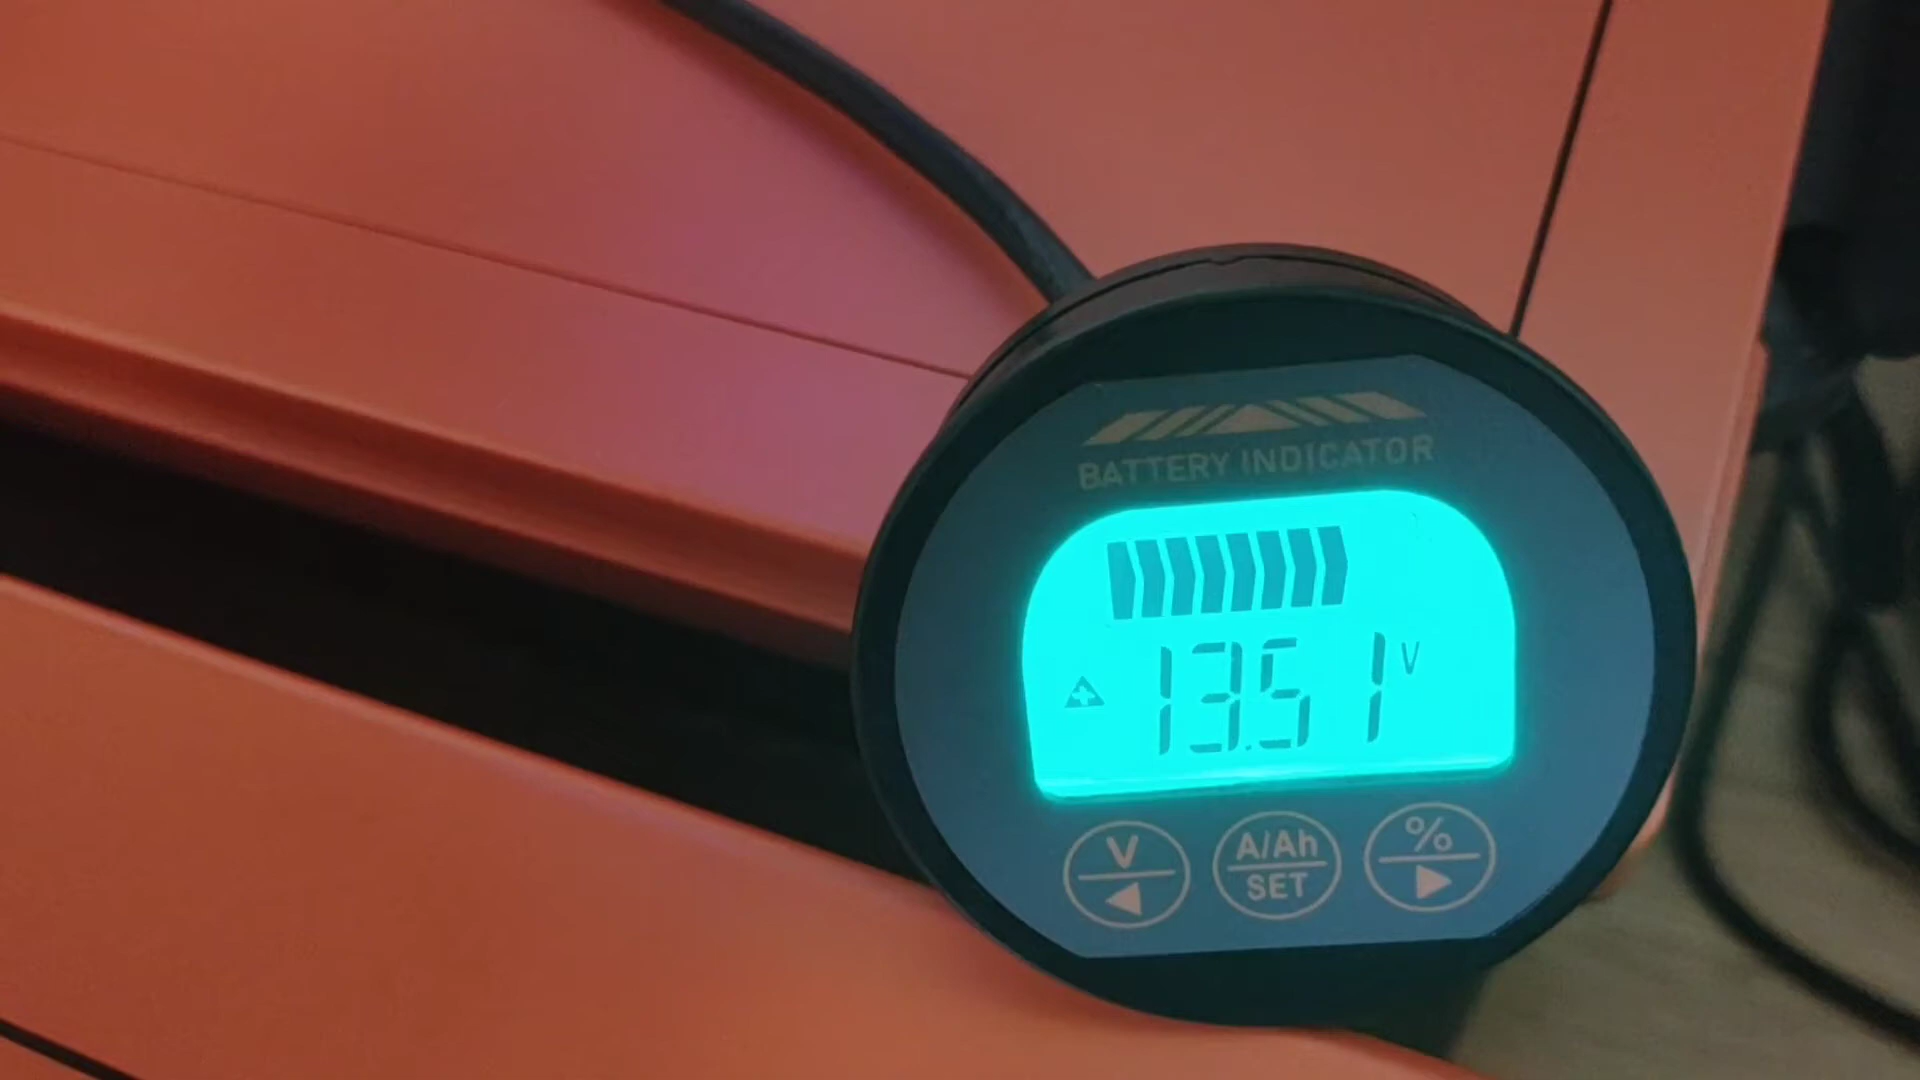 BATTERY INDICATOR
13.51 V
V
A/Ah
SET
%